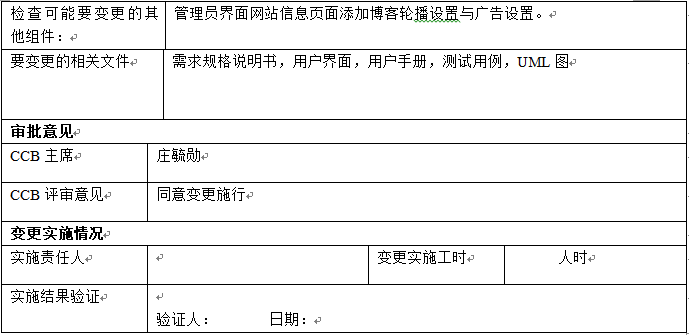 检查可能要变更的其他组件： 管理员界面网站信息页面添加博客轮播设置与广告设置。
要变更的相关文件 需求规格说明书，用户界面，用户手册，测试用例，UML 图
审批意见
CCB 主席 庄毓勋
CCB 评审意见 同意变更施行
变更实施情况
实施责任人 变更实施工时 人时
实施结果验证
验证人： 日期：